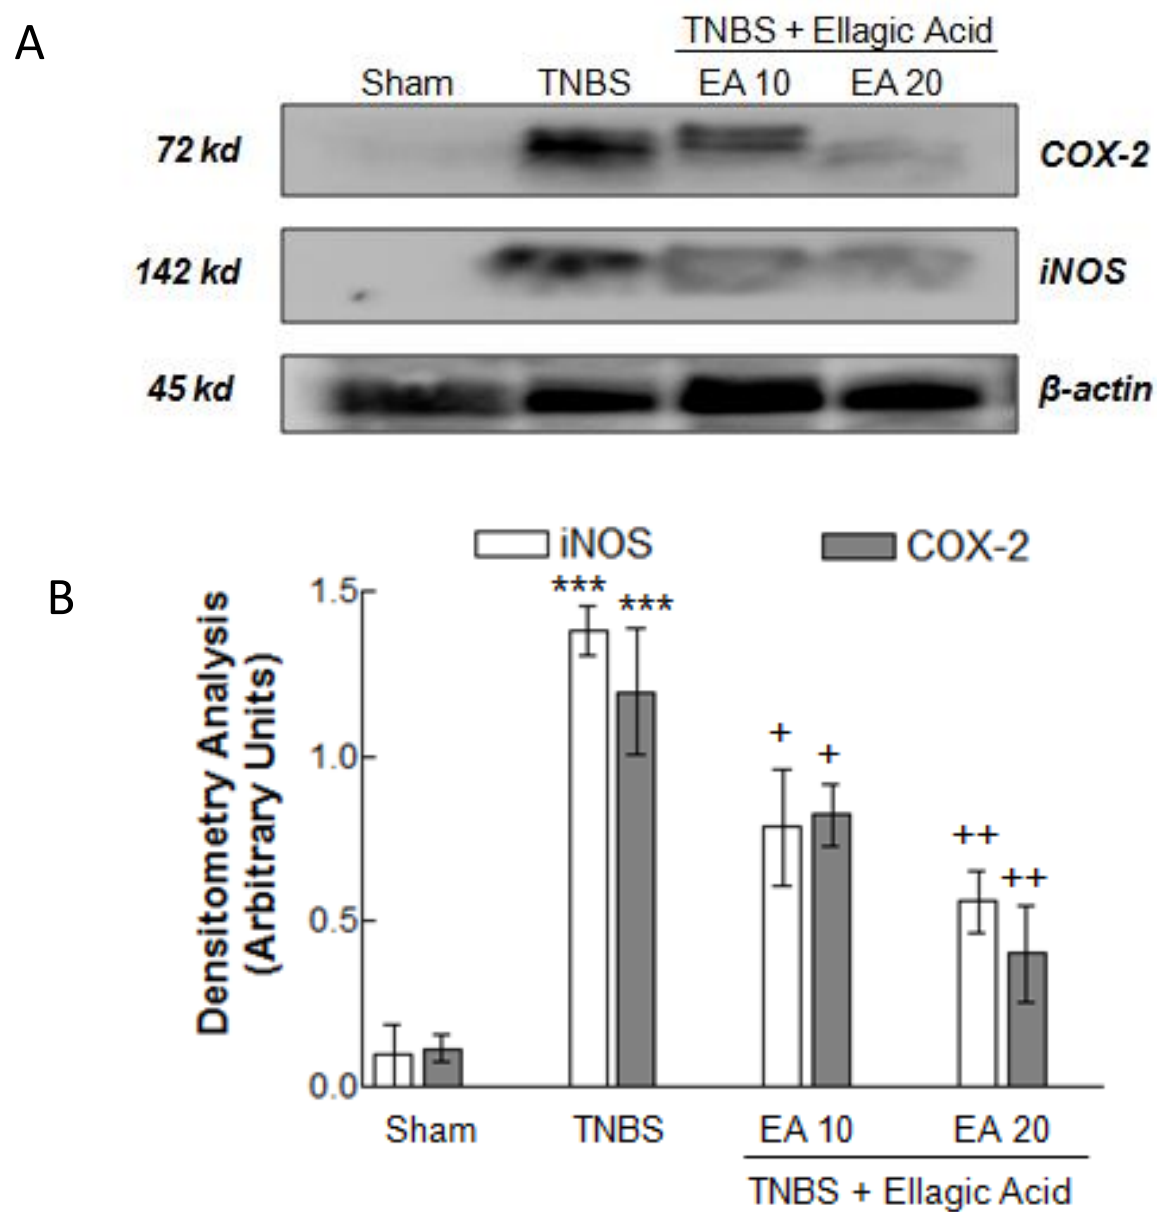 A
TNBS + Ellagic Acid
Sham TNBS EA 10 EA 20
72 kd COX-2
142 kd iNOS
45 kd β-actin
iNOS COX-2
B
Densitometry Analysis
(Arbitrary Units)
1.5
1.0
0.5
0.0
*** ***
+ +
++ ++
Sham TNBS EA 10 EA 20
TNBS + Ellagic Acid